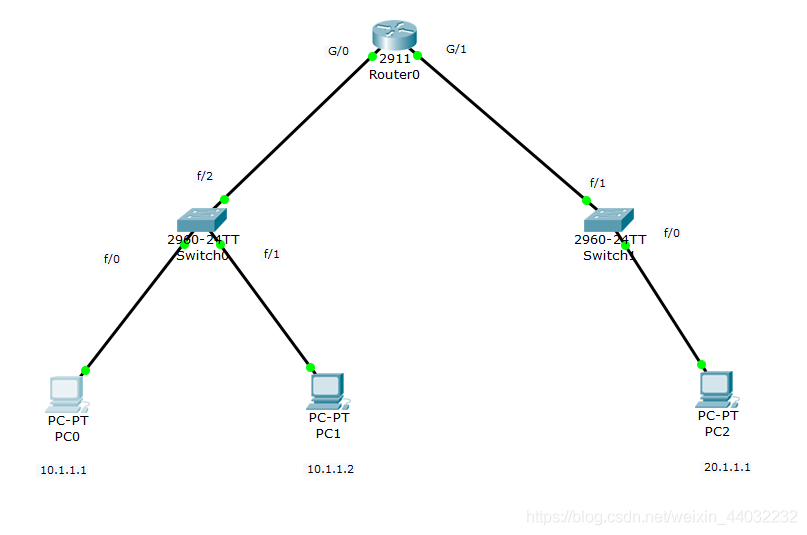 G/0
G/1
2911
Router0
f/2
f/1
2960-24TT
Switch0
2960-24TT
Switch1
f/0
f/1
f/0
PC-PT
PC0
PC-PT
PC1
PC-PT
PC2
10.1.1.1
10.1.1.2
20.1.1.1
https://blog.csdn.net/weixin_44032232